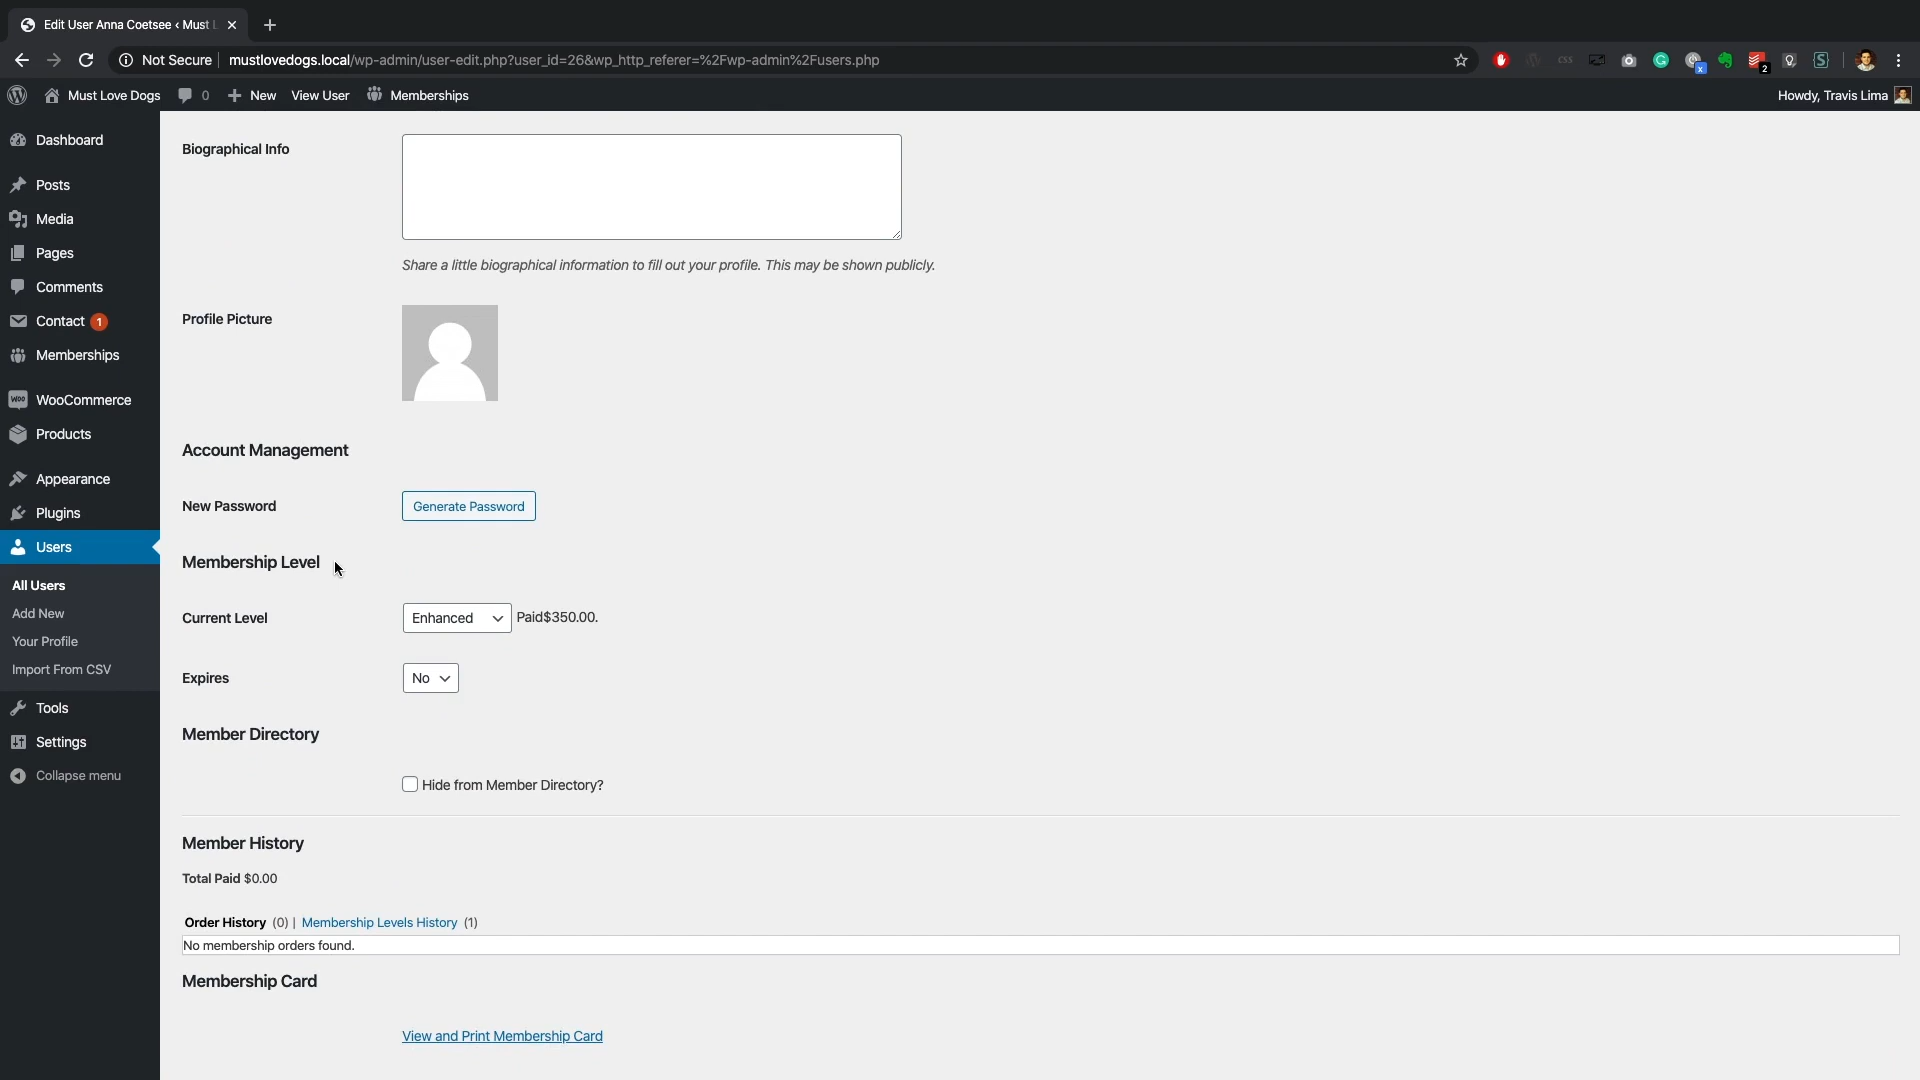 Edit User Anna Coetsee ‹ Must L
Not Secure
mustlovedogs.local/wp-admin/user-edit.php?user_id=26&wp_http_referer=%2Fwp-admin%2Fusers.php
css
x
2
S
Must Love Dogs
0
New
View User
Memberships
Howdy, Travis Lima
Dashboard
Posts
Media
Pages
Comments
Contact 1
Memberships
Woo WooCommerce
Products
Appearance
Plugins
Users
All Users
Add New
Your Profile
Import From CSV
Tools
Settings
Collapse menu
Biographical Info
Share a little biographical information to fill out your profile. This may be shown publicly.
Profile Picture
Account Management
New Password
Generate Password
Membership Level
Current Level
Enhanced
Paid$350.00.
Expires
No
Member Directory
Hide from Member Directory?
Member History
Total Paid $0.00
Order History (0) | Membership Levels History (1)
No membership orders found.
Membership Card
View and Print Membership Card